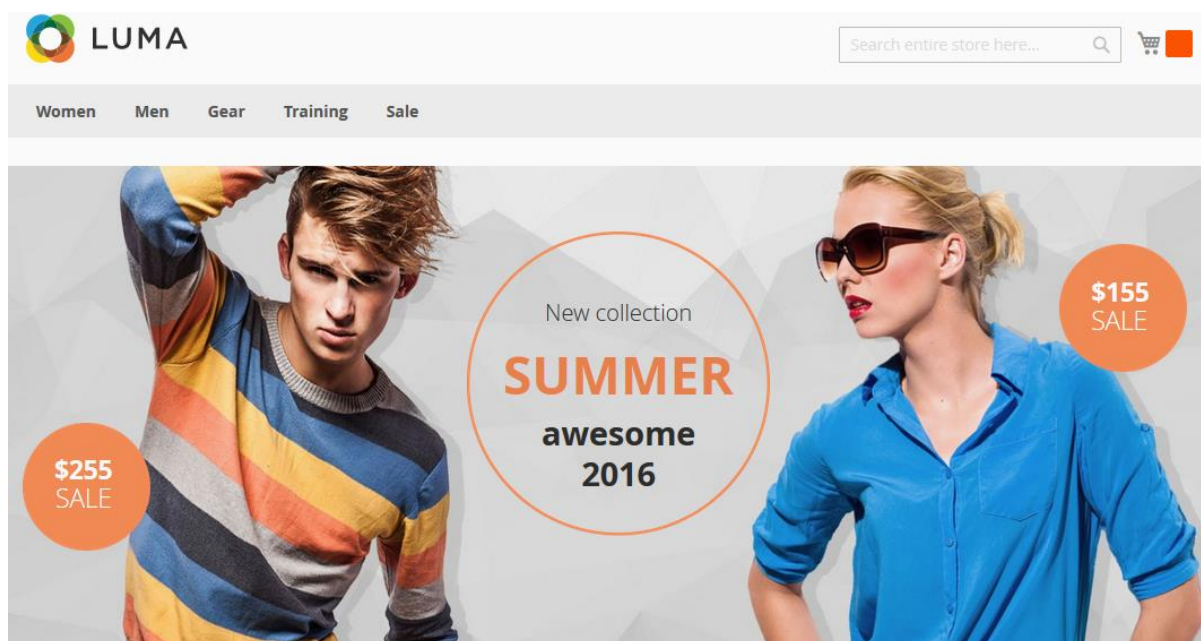 LUMA
Search entire store here...
Women Men Gear Training Sale
New collection
SUMMER
awesome
2016
$155
SALE
$255
SALE